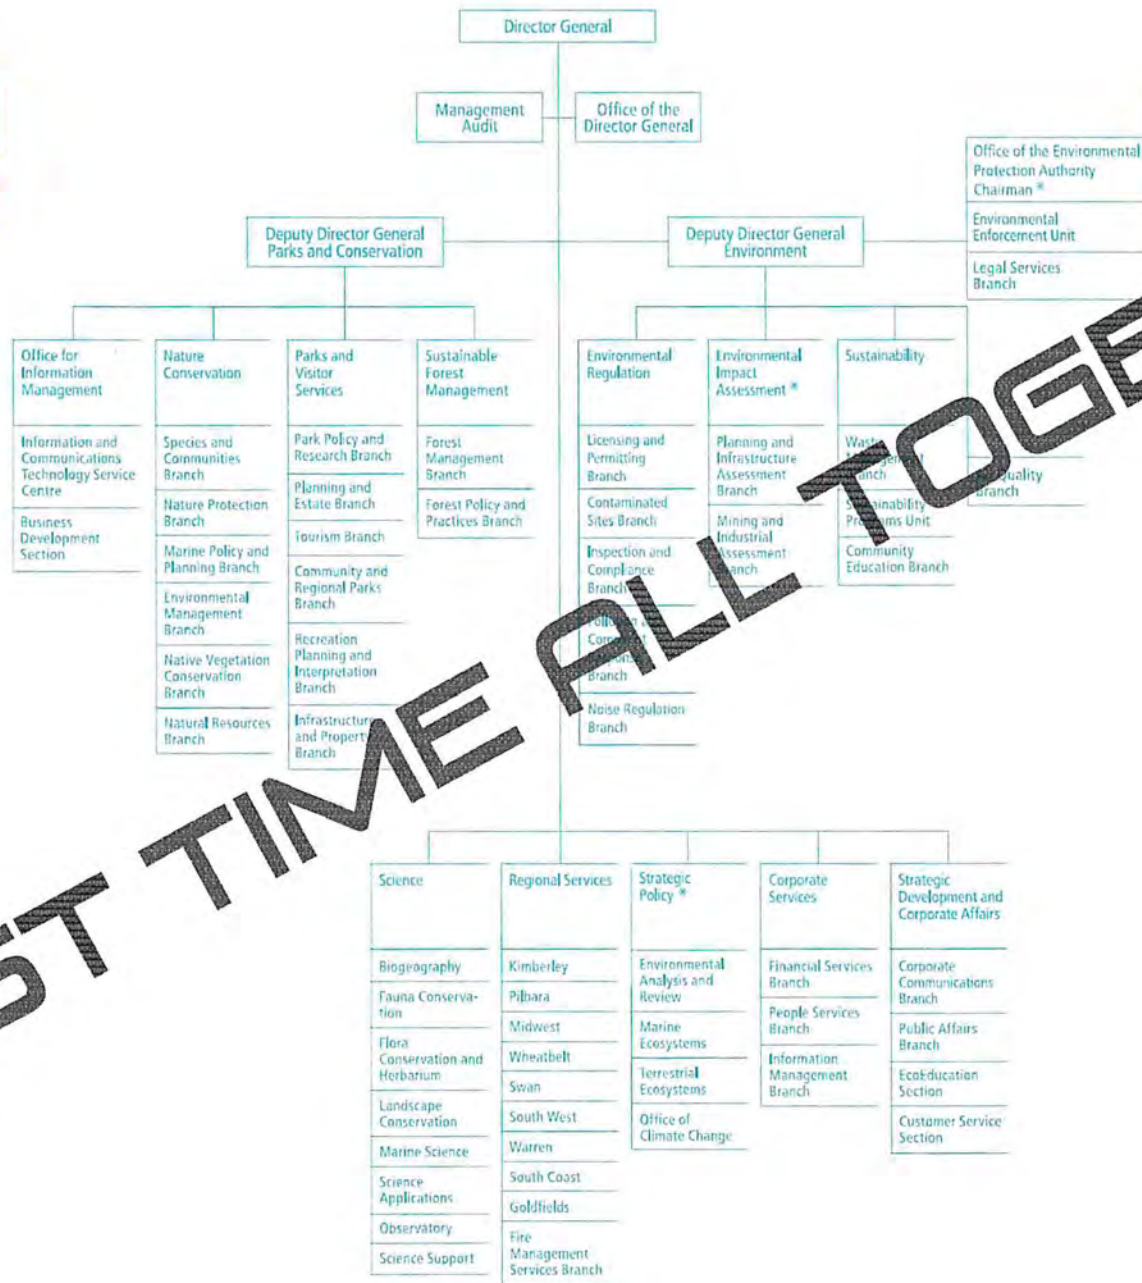 Director General
Management
Audit
Office of the
Director General
Office of the Environmental
Protection Authority
Chairman *
Environmental
Enforcement Unit
Legal Services
Branch
Deputy Director General
Parks and Conservation
Deputy Director General
Environment
Office for
Information
Management
Information and
Communications
Technology Service
Centre
Business
Development
Section
Nature
Conservation
Species and
Communities
Branch
Nature Protection
Branch
Marine Policy and
Planning Branch
Environmental
Management
Branch
Native Vegetation
Conservation
Branch
Natural Resources
Branch
Parks and
Visitor
Services
Park Policy and
Research Branch
Planning and
Estate Branch
Tourism Branch
Community and
Regional Parks
Branch
Recreation
Planning and
Interpretation
Branch
Infrastructure
and Property
Branch
Sustainable
Forest
Management
Forest
Management
Branch
Forest Policy and
Practices Branch
Environmental
Regulation
Licensing and
Permitting
Branch
Contaminated
Sites Branch
Inspection and
Compliance
Branch
Pollution
Branch
Noise Regulation
Branch
Environmental
Impact
Assessment *
Planning and
Infrastructure
Assessment
Branch
Mining and
Industrial
Assessment
Branch
Sustainability
Waste
Management
Branch
Sustainability
Programs Unit
Community
Education Branch
Quality
Branch
ST TIME ALL TOGE
Science
Biogeography
Fauna Conserva-
tion
Flora
Conservation and
Herbarium
Landscape
Conservation
Marine Science
Science
Applications
Observatory
Science Support
Regional Services
Kimberley
Pilbara
Midwest
Wheatbelt
Swan
South West
Warren
South Coast
Goldfields
Fire
Management
Services Branch
Strategic
Policy *
Environmental
Analysis and
Review
Marine
Ecosystems
Terrestrial
Ecosystems
Office of
Climate Change
Corporate
Services
Financial Services
Branch
People Services
Branch
Information
Management
Branch
Strategic
Development and
Corporate Affairs
Corporate
Communications
Branch
Public Affairs
Branch
EcoEducation
Section
Customer Service
Section